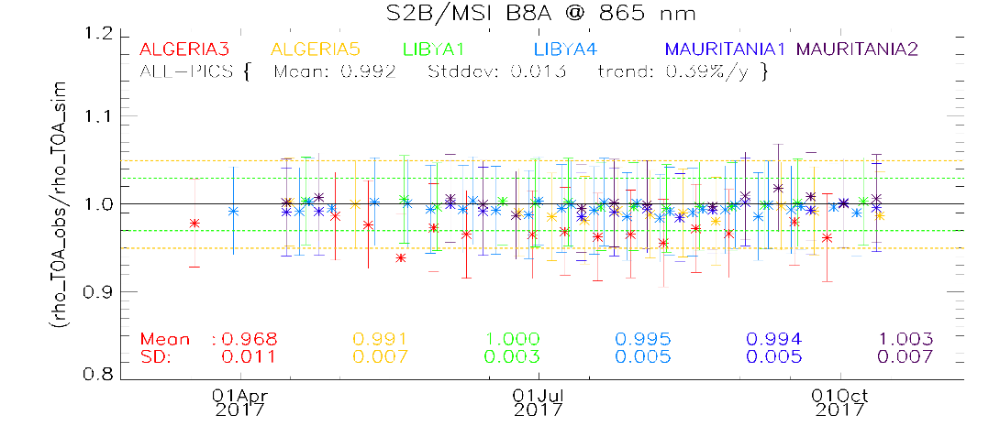 S2B/MSI B8A @ 865 nm
1.2
ALGERIA3 ALGERIA5 LIBYA1 LIBYA4 MAURITANIA1 MAURITANIA2
ALL-PICS { Mean: 0.992 Stddev: 0.013 trend: 0.39%/y }
1.1
1.0
(rho_TOA_obs/rho_TOA_sim
0.9
Mean : 0.968 0.991 1.000 0.995 0.994 1.003
SD: 0.011 0.007 0.003 0.005 0.005 0.007
0.8
01Apr 01Jul 01Oct
2017 2017 2017